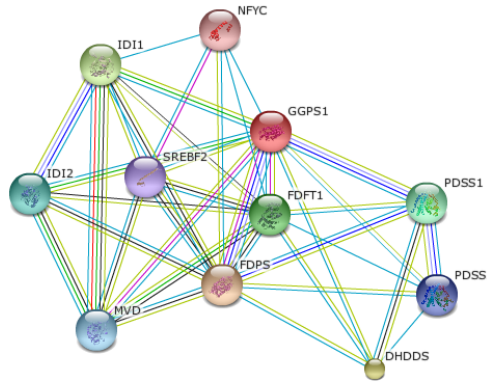 NFYC
IDI1
GGPS1
SREBF2
IDI2
PDSS1
FDFT1
FDPS
PDSS
MVD
DHDDS